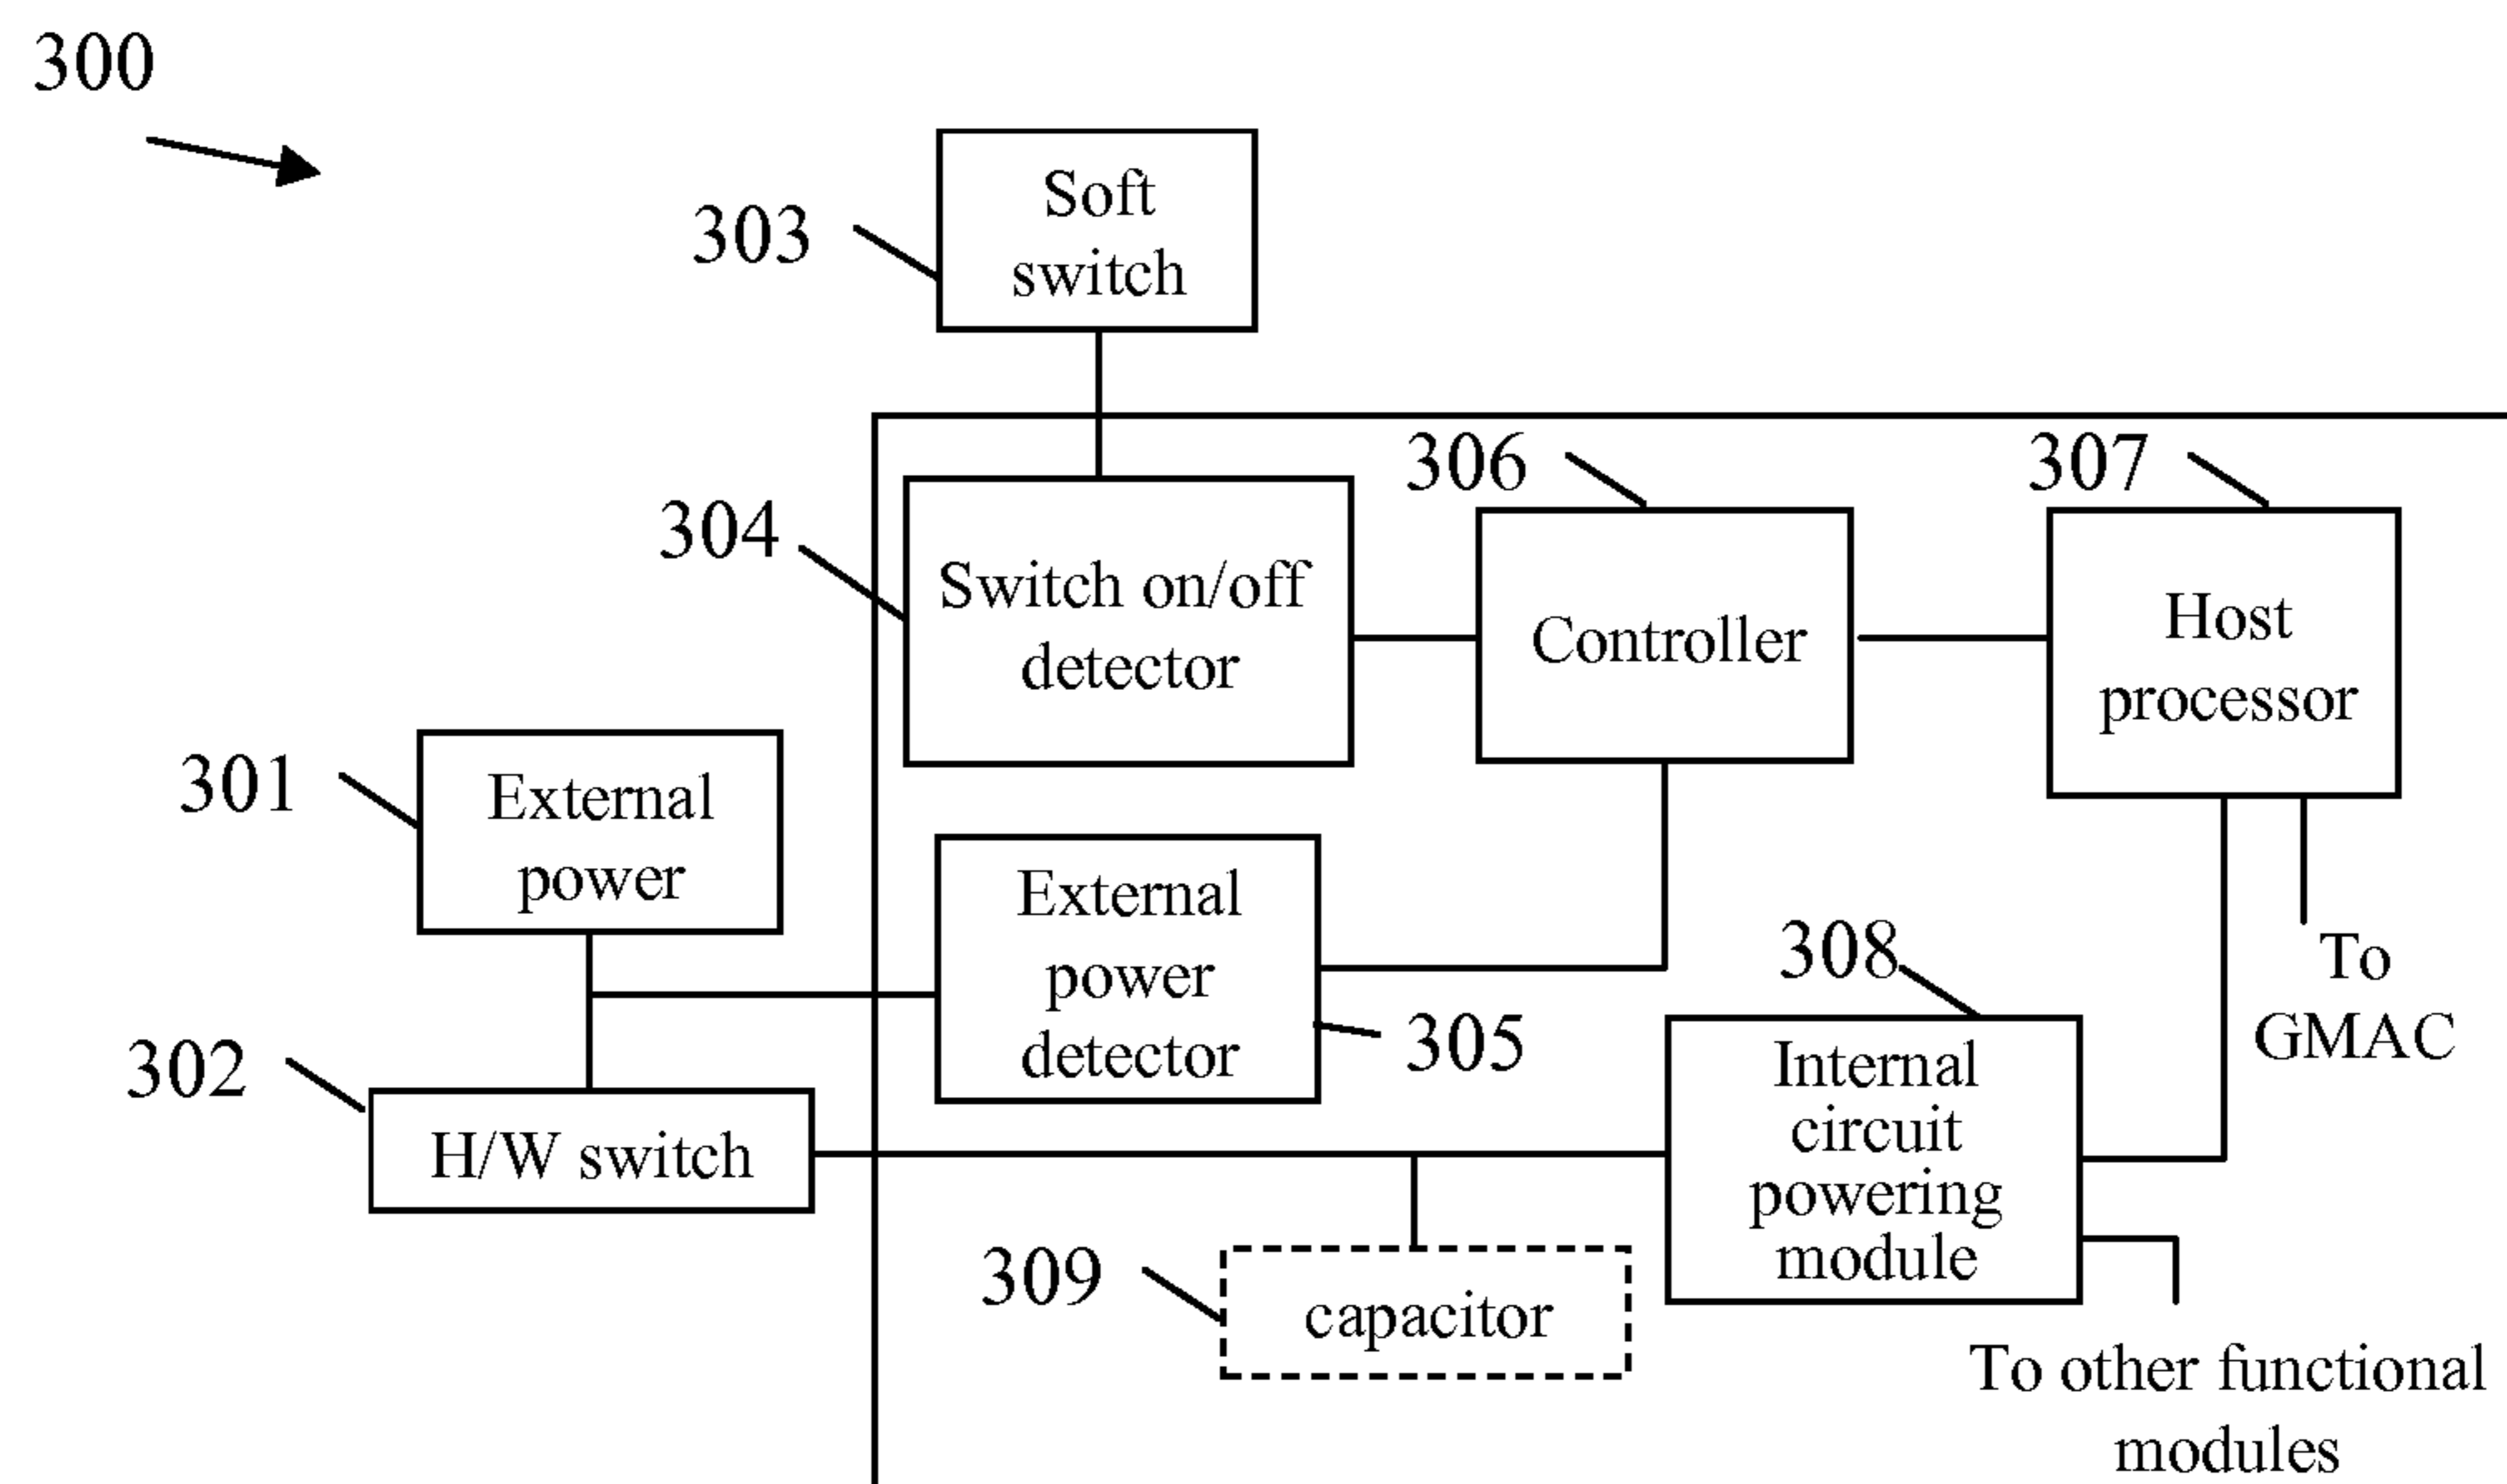 300
303
Soft
switch
304
Switch on/off
detector
306
Controller
307
Host
processor
301
External
power
External
power
detector
305
302
H/W switch
308
Internal
circuit
powering
module
To
GMAC
309
capacitor
To other functional
modules